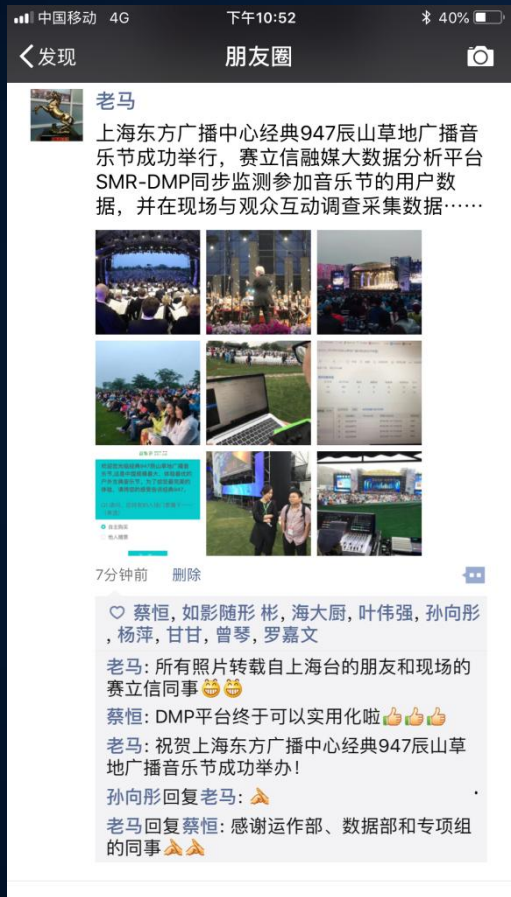 中国移动 4G 下午10:52 40%
发现 朋友圈
老马
上海东方广播中心经典947辰山草地广播音
乐节成功举行，赛立信融媒大数据分析平台
SMR-DMP同步监测参加音乐节的用户数
据，并在现场与观众互动调查采集数据……
7分钟前 删除
蔡恒, 如影随形 彬, 海大厨, 叶伟强, 孙向彤
, 杨萍, 甘甘, 曾琴, 罗嘉文
老马: 所有照片转载自上海台的朋友和现场的
赛立信同事😁😁
蔡恒: DMP平台终于可以实用化啦👍👍👍
老马: 祝贺上海东方广播中心经典947辰山草
地广播音乐节成功举办！
孙向彤回复老马: 🙏
老马回复蔡恒: 感谢运作部、数据部和专项组
的同事🙏🙏